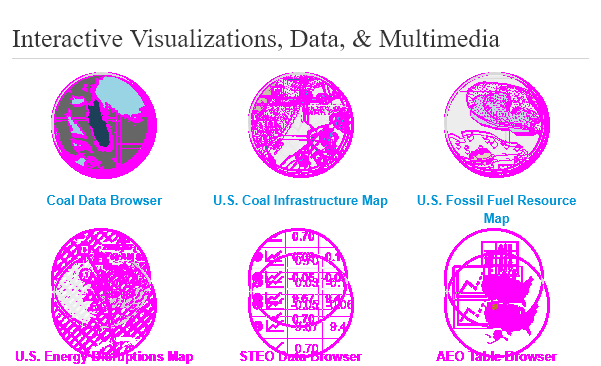 Interactive Visualizations, Data, & Multimedia
Coal Data Browser
U.S. Coal Infrastructure Map
U.S. Fossil Fuel Resource
Map
U.S. Energy Disruptions Map
STEO Data Browser
AEO Table Browser